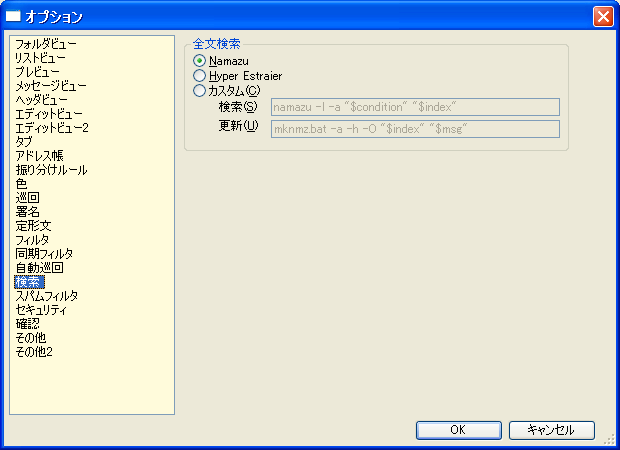 オプション
フォルダビュー
リストビュー
プレビュー
メッセージビュー
ヘッダビュー
エディットビュー
エディットビュー2
タブ
アドレス帳
振り分けルール
色
巡回
署名
定形文
フィルタ
同期フィルタ
自動巡回
検索
スパムフィルタ
セキュリティ
確認
その他
その他2
全文検索
Namazu
Hyper Estraier
カスタム(C)
検索(S) namazu -l -a "$condition" "$index"
更新(U) mknmz.bat -a -h -O "$index" "$msg"
OK キャンセル